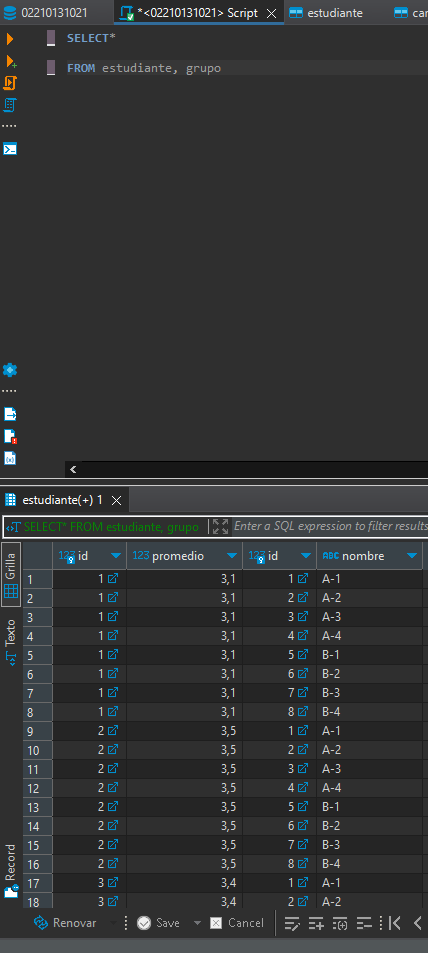 02210131021 *<02210131021> Script estudiante car
SELECT*
FROM estudiante, grupo
estudiante(+) 1
SELECT* FROM estudiante, grupo Enter a SQL expression to filter results
Grilla
Texto
Record
123 id 123 promedio 123 id ABC nombre
1 1 3,1 1 A-1
2 1 3,1 2 A-2
3 1 3,1 3 A-3
4 1 3,1 4 A-4
5 1 3,1 5 B-1
6 1 3,1 6 B-2
7 1 3,1 7 B-3
8 1 3,1 8 B-4
9 2 3,5 1 A-1
10 2 3,5 2 A-2
11 2 3,5 3 A-3
12 2 3,5 4 A-4
13 2 3,5 5 B-1
14 2 3,5 6 B-2
15 2 3,5 7 B-3
16 2 3,5 8 B-4
17 3 3,4 1 A-1
18 3 3,4 2 A-2
Renovar Save Cancel